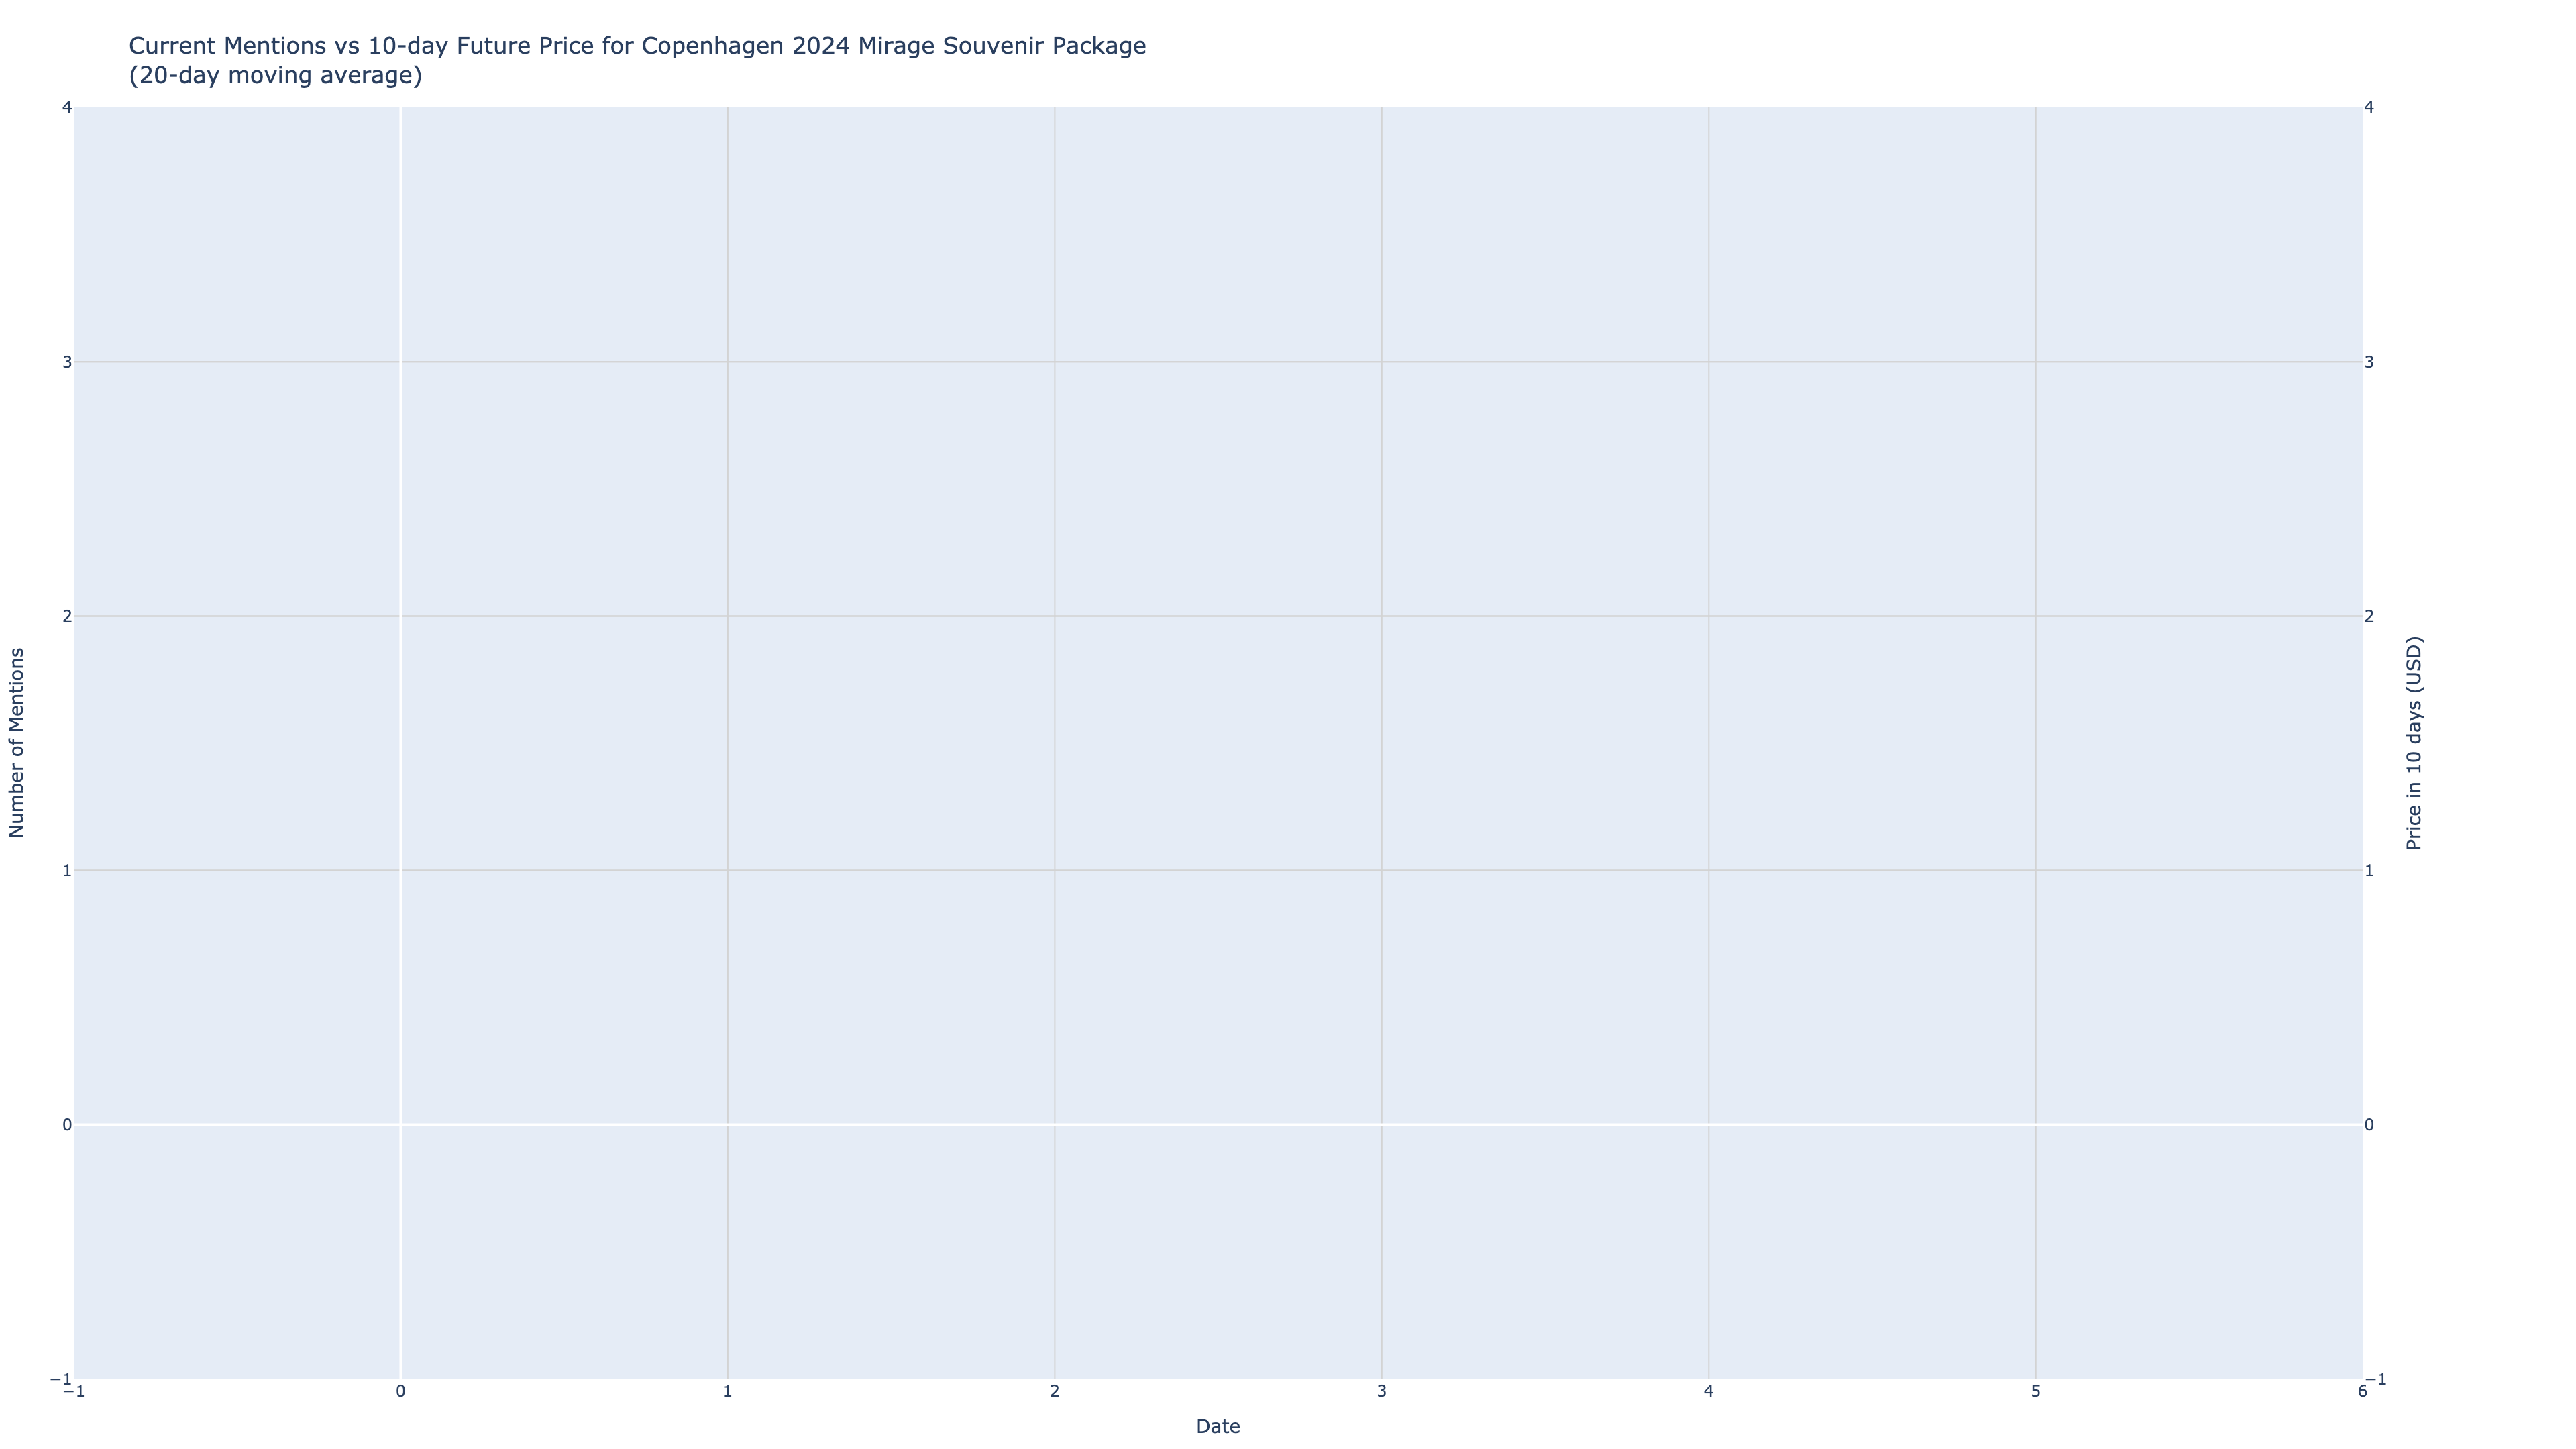 Current Mentions vs 10-day Future Price for Copenhagen 2024 Mirage Souvenir Package
(20-day moving average)
4
3
2
1
0
−1
Number of Mentions
4
3
2
1
0
−1
Price in 10 days (USD)
−1 0 1 2 3 4 5 6
Date